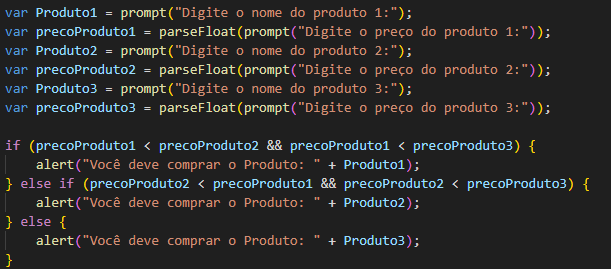 var Produto1 = prompt("Digite o nome do produto 1:");
var precoProduto1 = parseFloat(prompt("Digite o preço do produto 1:"));
var Produto2 = prompt("Digite o nome do produto 2:");
var precoProduto2 = parseFloat(prompt("Digite o preço do produto 2:"));
var Produto3 = prompt("Digite o nome do produto 3:");
var precoProduto3 = parseFloat(prompt("Digite o preço do produto 3:"));

if (precoProduto1 < precoProduto2 && precoProduto1 < precoProduto3) {
    alert("Você deve comprar o Produto: " + Produto1);
} else if (precoProduto2 < precoProduto1 && precoProduto2 < precoProduto3) {
    alert("Você deve comprar o Produto: " + Produto2);
} else {
    alert("Você deve comprar o Produto: " + Produto3);
}